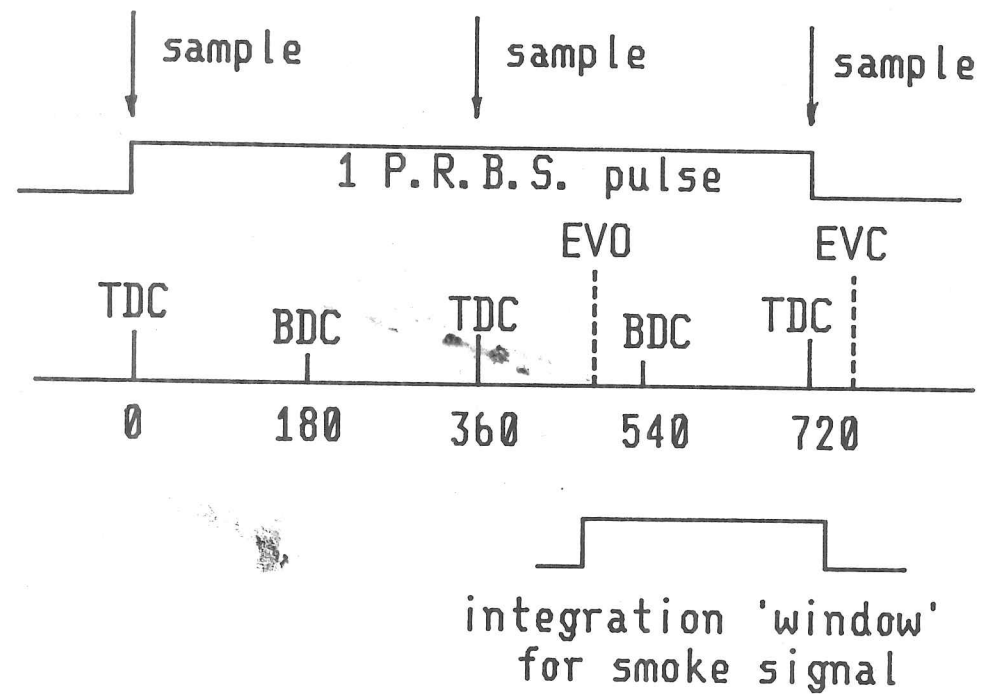 sample
sample
sample
1 P.R.B.S. pulse
EVO
EVC
TDC
BDC
TDC
BDC
TDC
0
180
360
540
720
integration 'window'
for smoke signal